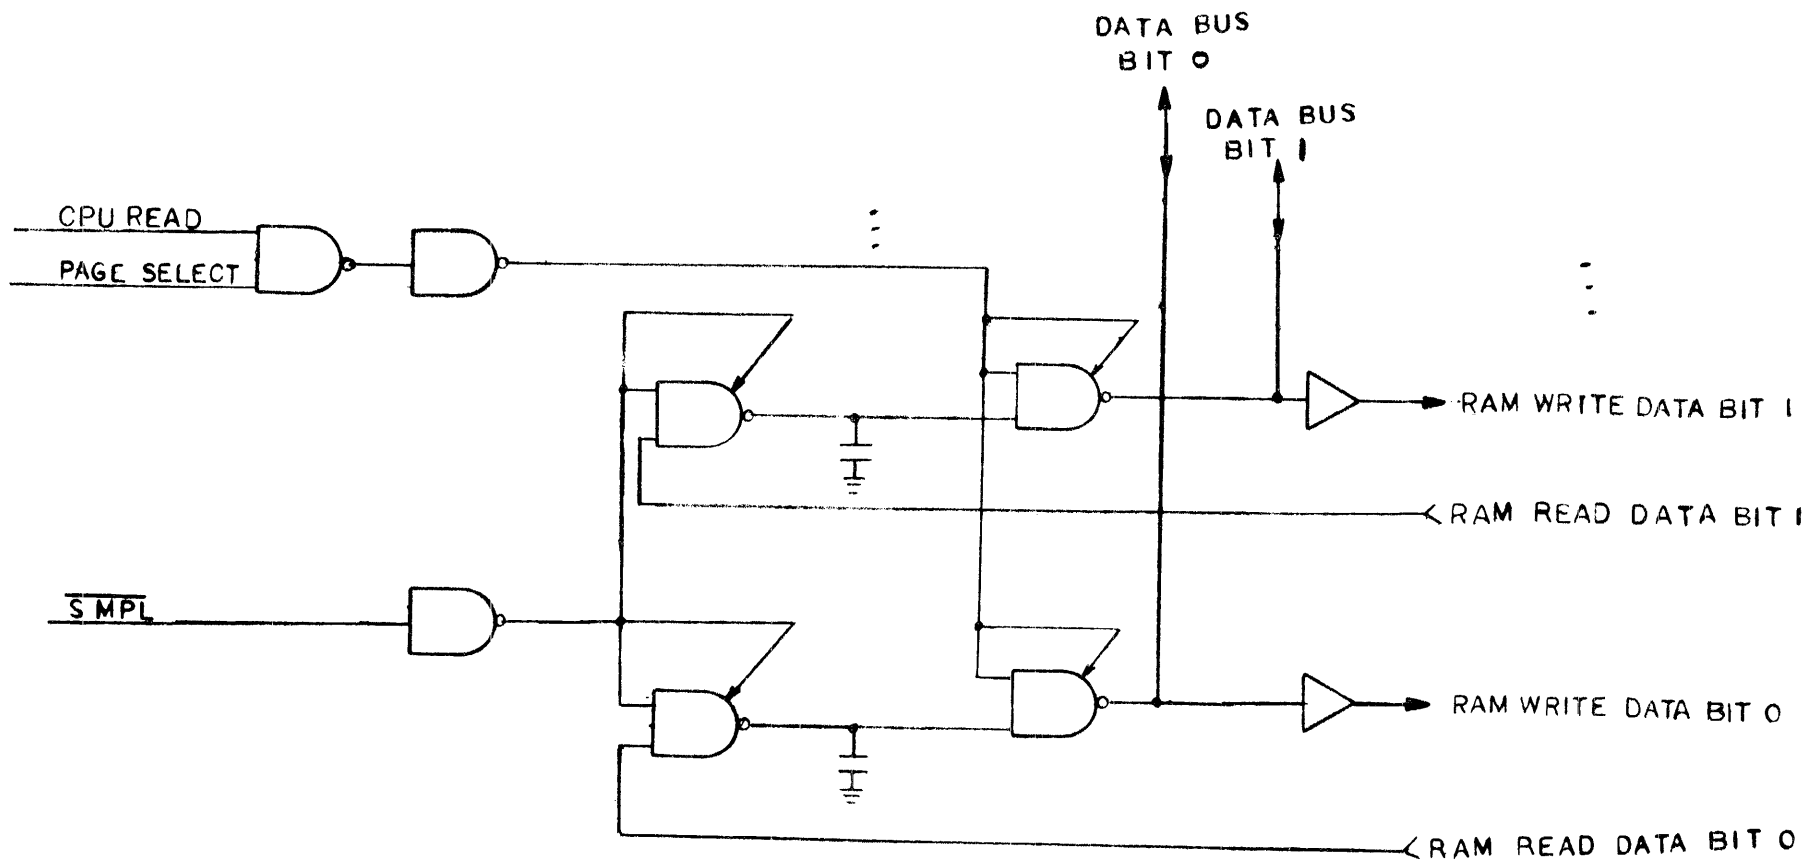 DATA BUS
BIT 0
DATA BUS
BIT 1
CPU READ
PAGE SELECT
RAM WRITE DATA BIT 1
RAM READ DATA BIT 1
SMPL
RAM WRITE DATA BIT 0
RAM READ DATA BIT 0